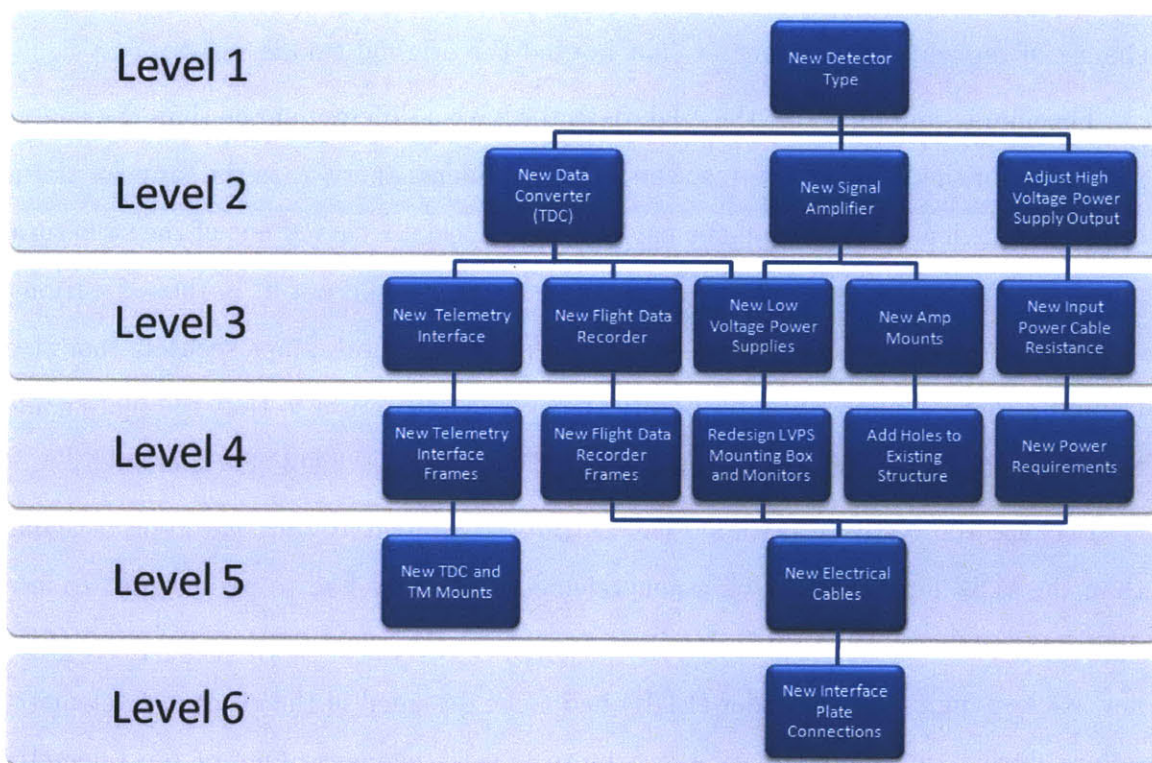 Level 1
New Detector
Type
Level 2
New Data
Converter
(TDC)
New Signal
Amplifier
Adjust High
Voltage Power
Supply Output
Level 3
New Telemetry
Interface
New Flight Data
Recorder
New Low
Voltage Power
Supplies
New Amp
Mounts
New Input
Power Cable
Resistance
Level 4
New Telemetry
Interface
Frames
New Flight Data
Recorder
Frames
Redesign LVPS
Mounting Box
and Monitors
Add Holes to
Existing
Structure
New Power
Requirements
Level 5
New TDC and
TM Mounts
New Electrical
Cables
Level 6
New Interface
Plate
Connections